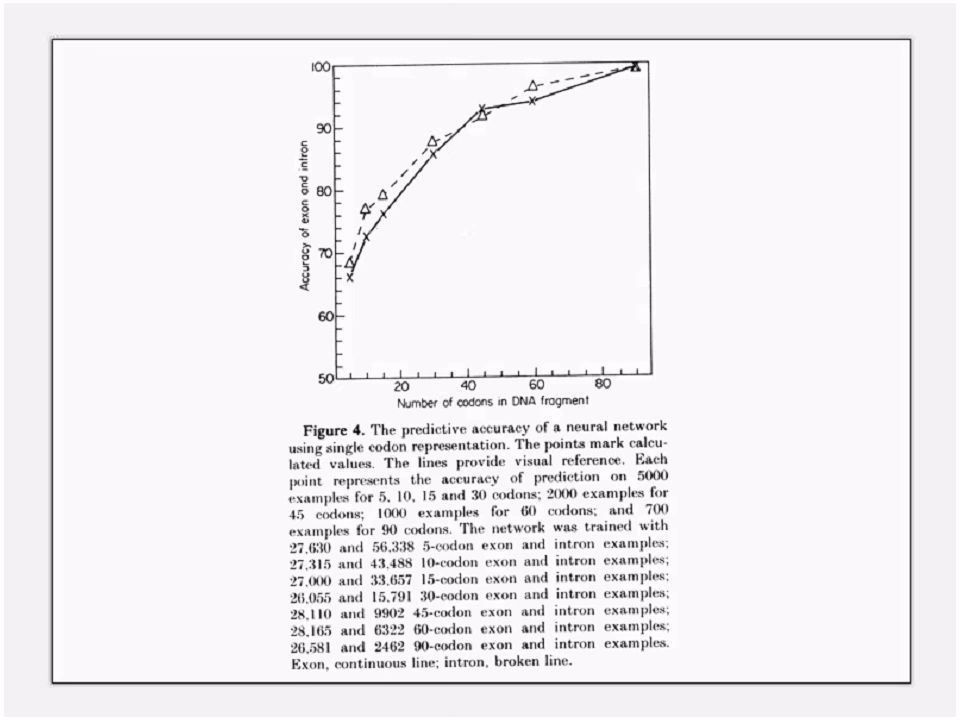 100
90
80
70
60
50
Accuracy of exon and intron
20 40 60 80
Number of codons in DNA fragment
Figure 4. The predictive accuracy of a neural network
using single codon representation. The points mark calcu-
lated values. The lines provide visual reference. Each
point represents the accuracy of prediction on 5000
examples for 5, 10, 15 and 30 codons; 2000 examples for
45 codons; 1000 examples for 60 codons; and 700
examples for 90 codons. The network was trained with
27,630 and 56,338 5-codon exon and intron examples;
27,315 and 43,488 10-codon exon and intron examples;
27,000 and 33,657 15-codon exon and intron examples;
26,055 and 15,791 30-codon exon and intron examples;
28,110 and 9902 45-codon exon and intron examples;
28,165 and 6322 60-codon exon and intron examples;
26,581 and 2462 90-codon exon and intron examples.
Exon, continuous line; intron, broken line.